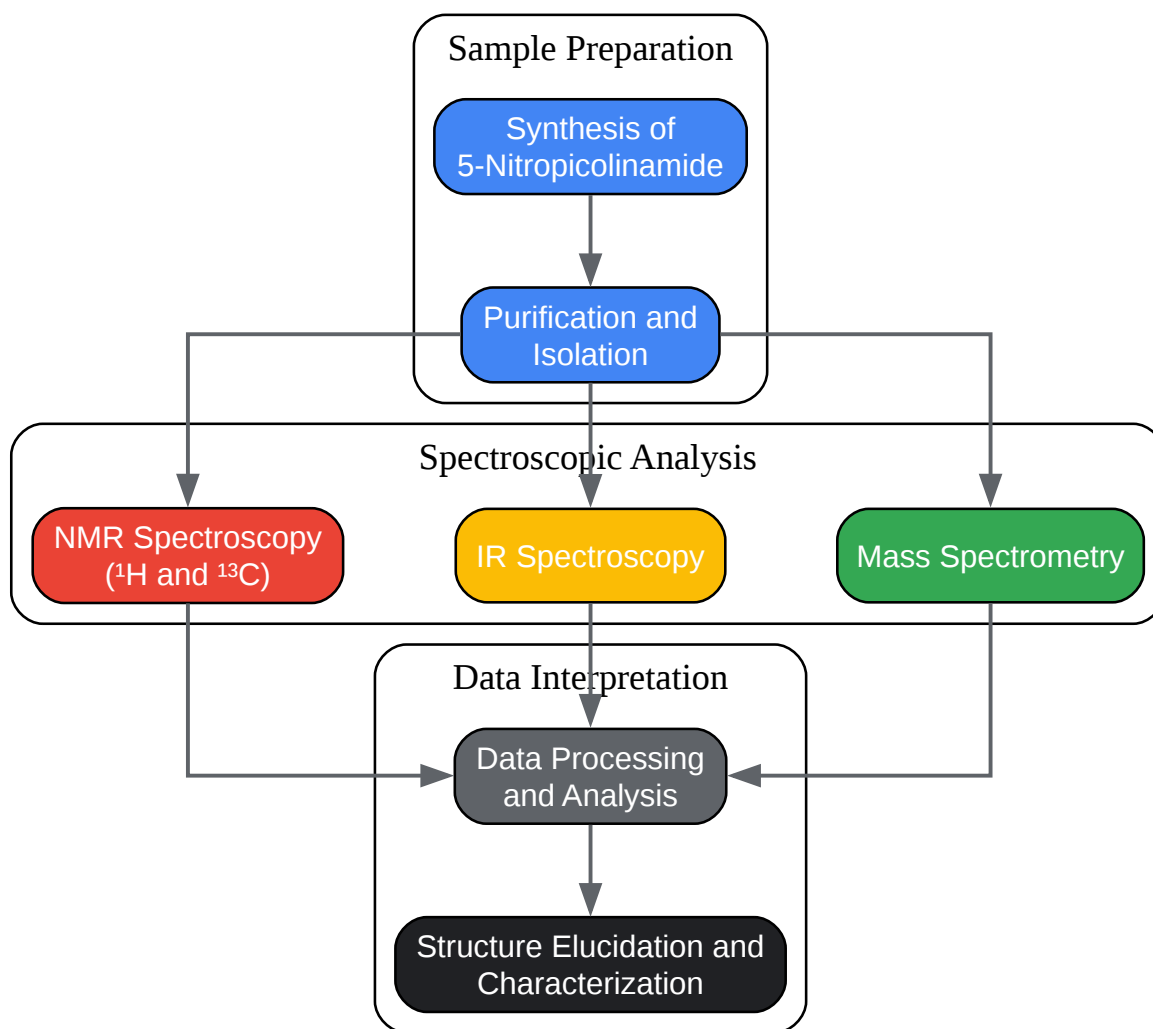 Sample Preparation
Synthesis of
5-Nitropicolinamide
Purification and
Isolation
Spectroscopic Analysis
NMR Spectroscopy
(¹H and ¹³C)
IR Spectroscopy
Mass Spectrometry
Data Interpretation
Data Processing
and Analysis
Structure Elucidation and
Characterization